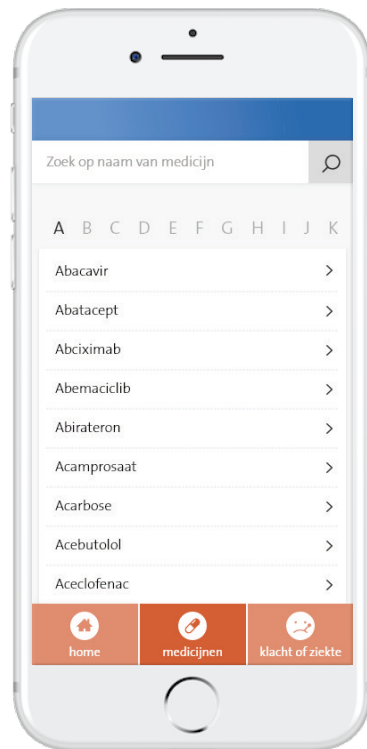 Zoek op naam van medicijn
A B C D E F G H I J K
Abacavir
Abatacept
Abciximab
Abemaciclib
Abirateron
Acamprosaat
Acarbose
Acebutolol
Aceclofenac
home medicijnen klacht of ziekte